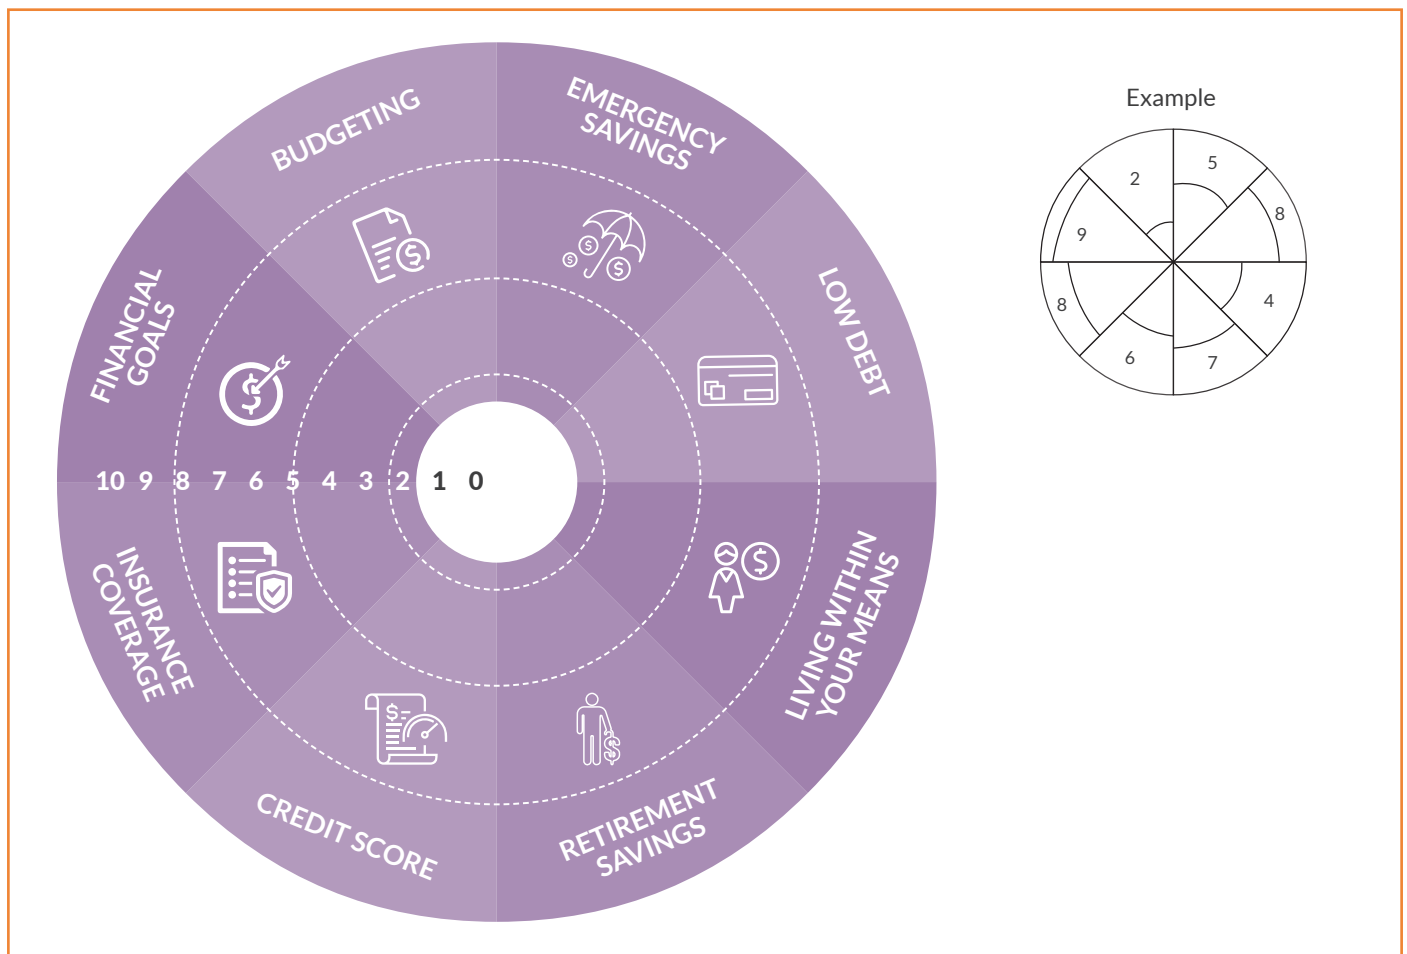 BUDGETING
EMERGENCY
SAVINGS
LOW DEBT
LIVING WITHIN
YOUR MEANS
RETIREMENT
SAVINGS
CREDIT SCORE
INSURANCE
COVERAGE
FINANCIAL
GOALS
10 9 8 7 6 5 4 3 2 1 0
$
$
$
$
$
$
$
$
Example
5
8
4
7
6
8
9
2